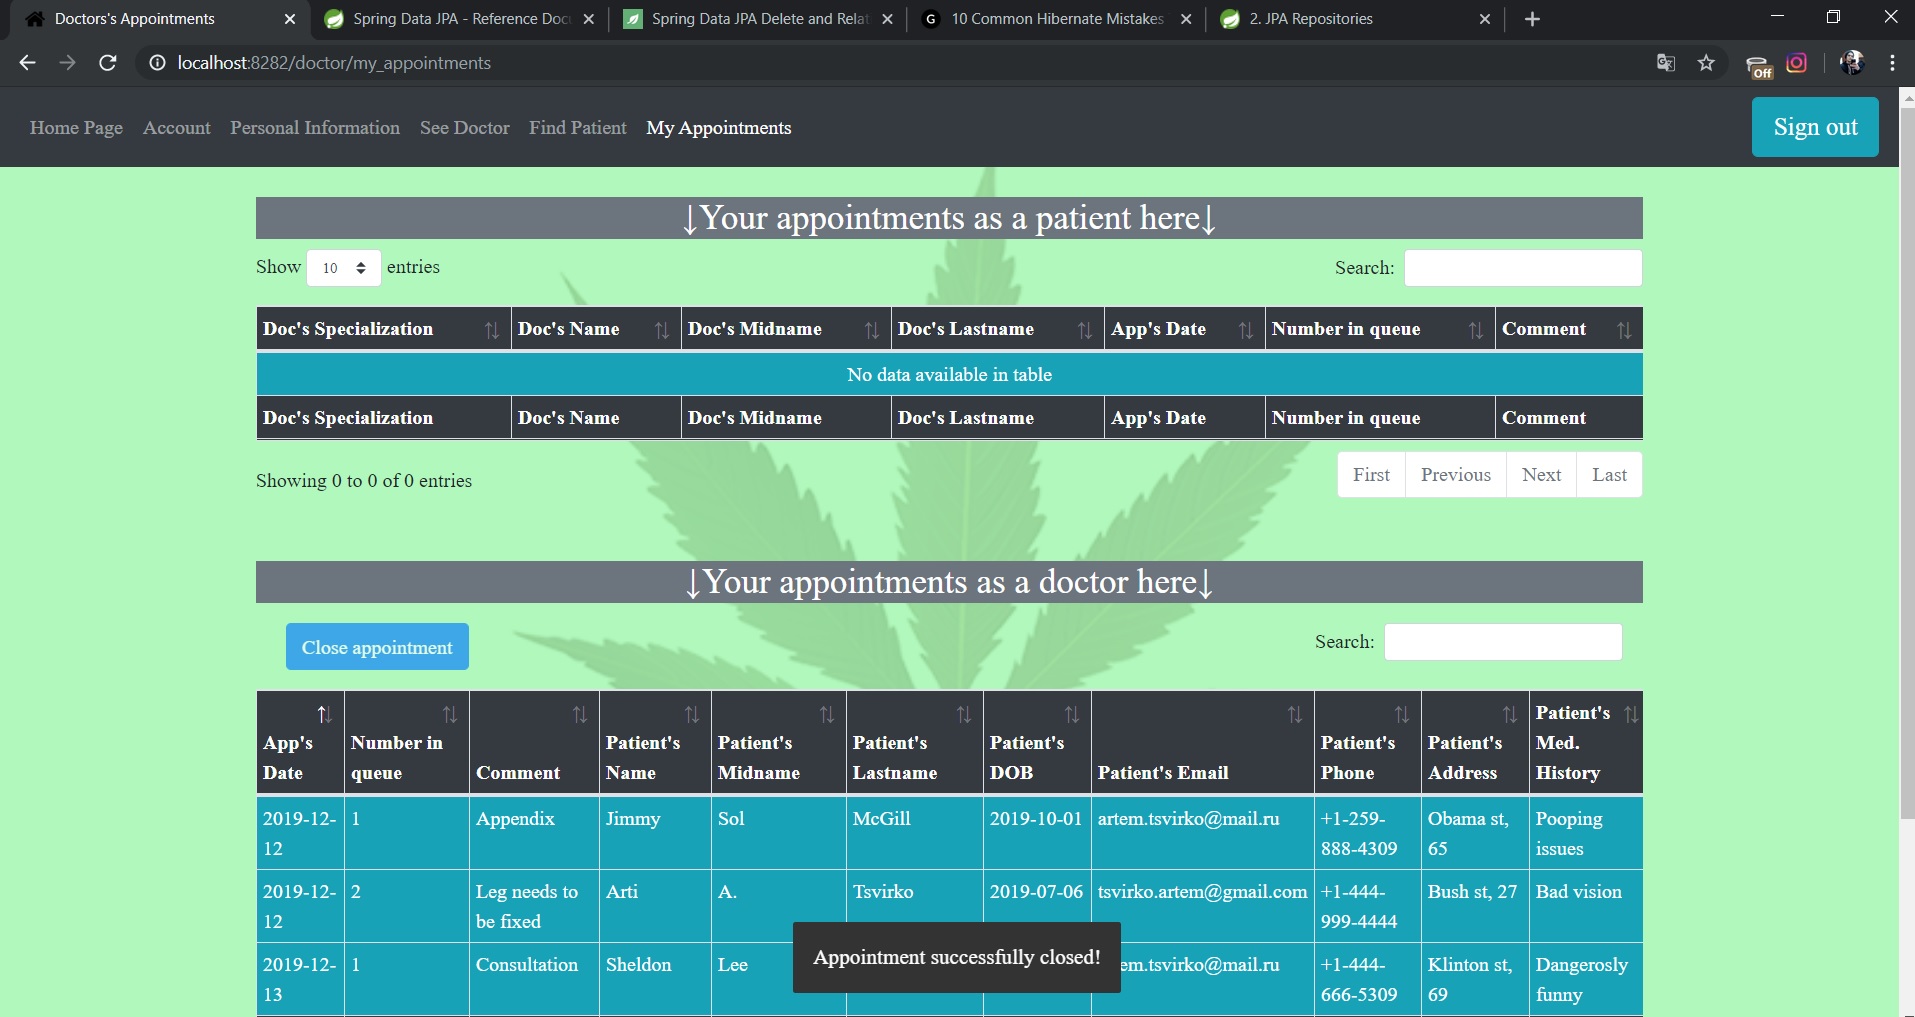 Doctors's Appointments
Spring Data JPA - Reference Doc
Spring Data JPA Delete and Relat
10 Common Hibernate Mistakes
2. JPA Repositories
localhost:8282/doctor/my_appointments
Off
Home Page Account Personal Information See Doctor Find Patient My Appointments Sign out
↓Your appointments as a patient here↓
Show 10 entries Search:
Doc's Specialization Doc's Name Doc's Midname Doc's Lastname App's Date Number in queue Comment
No data available in table
Doc's Specialization Doc's Name Doc's Midname Doc's Lastname App's Date Number in queue Comment
Showing 0 to 0 of 0 entries First Previous Next Last
↓Your appointments as a doctor here↓
Close appointment Search:
App's Date
Number in queue
Comment
Patient's Name
Patient's Midname
Patient's Lastname
Patient's DOB
Patient's Email
Patient's Phone
Patient's Address
Patient's Med. History
2019-12-12 1 Appendix Jimmy Sol McGill 2019-10-01 artem.tsvirko@mail.ru +1-259-888-4309 Obama st, 65 Pooping issues
2019-12-12 2 Leg needs to be fixed Arti A. Tsvirko 2019-07-06 tsvirko.artem@gmail.com +1-444-999-4444 Bush st, 27 Bad vision
2019-12-13 1 Consultation Sheldon Lee em.tsvirko@mail.ru +1-444-666-5309 Klinton st, 69 Dangerosly funny
Appointment successfully closed!